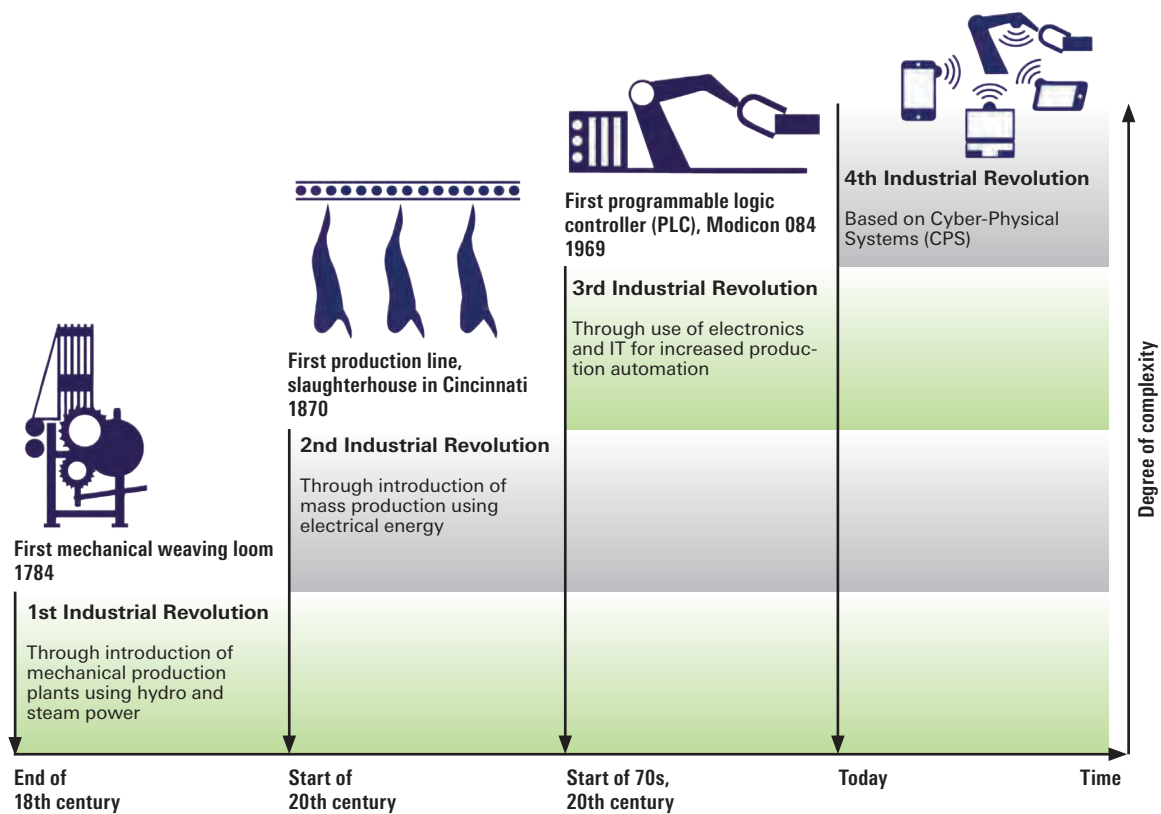 4th Industrial Revolution
Based on Cyber-Physical
Systems (CPS)
First programmable logic
controller (PLC), Modicon 084
1969
3rd Industrial Revolution
Through use of electronics
and IT for increased produc-
tion automation
First production line,
slaughterhouse in Cincinnati
1870
2nd Industrial Revolution
Through introduction of
mass production using
electrical energy
First mechanical weaving loom
1784
1st Industrial Revolution
Through introduction of
mechanical production
plants using hydro and
steam power
Degree of complexity
End of
18th century
Start of
20th century
Start of 70s,
20th century
Today
Time